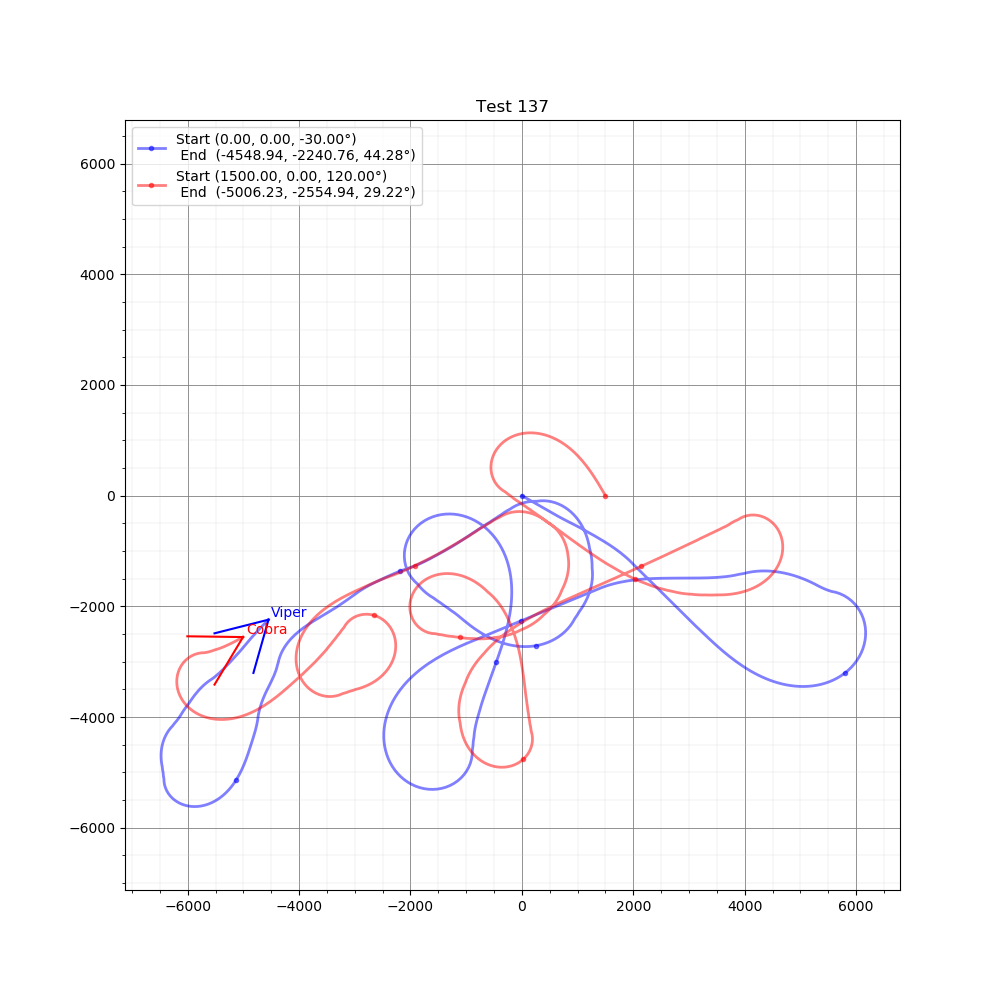 Test 137
Start (0.00, 0.00, -30.00°)
End (-4548.94, -2240.76, 44.28°)
Start (1500.00, 0.00, 120.00°)
End (-5006.23, -2554.94, 29.22°)
6000
4000
2000
0
−2000
−4000
−6000
Viper
Cobra
−6000 −4000 −2000 0 2000 4000 6000